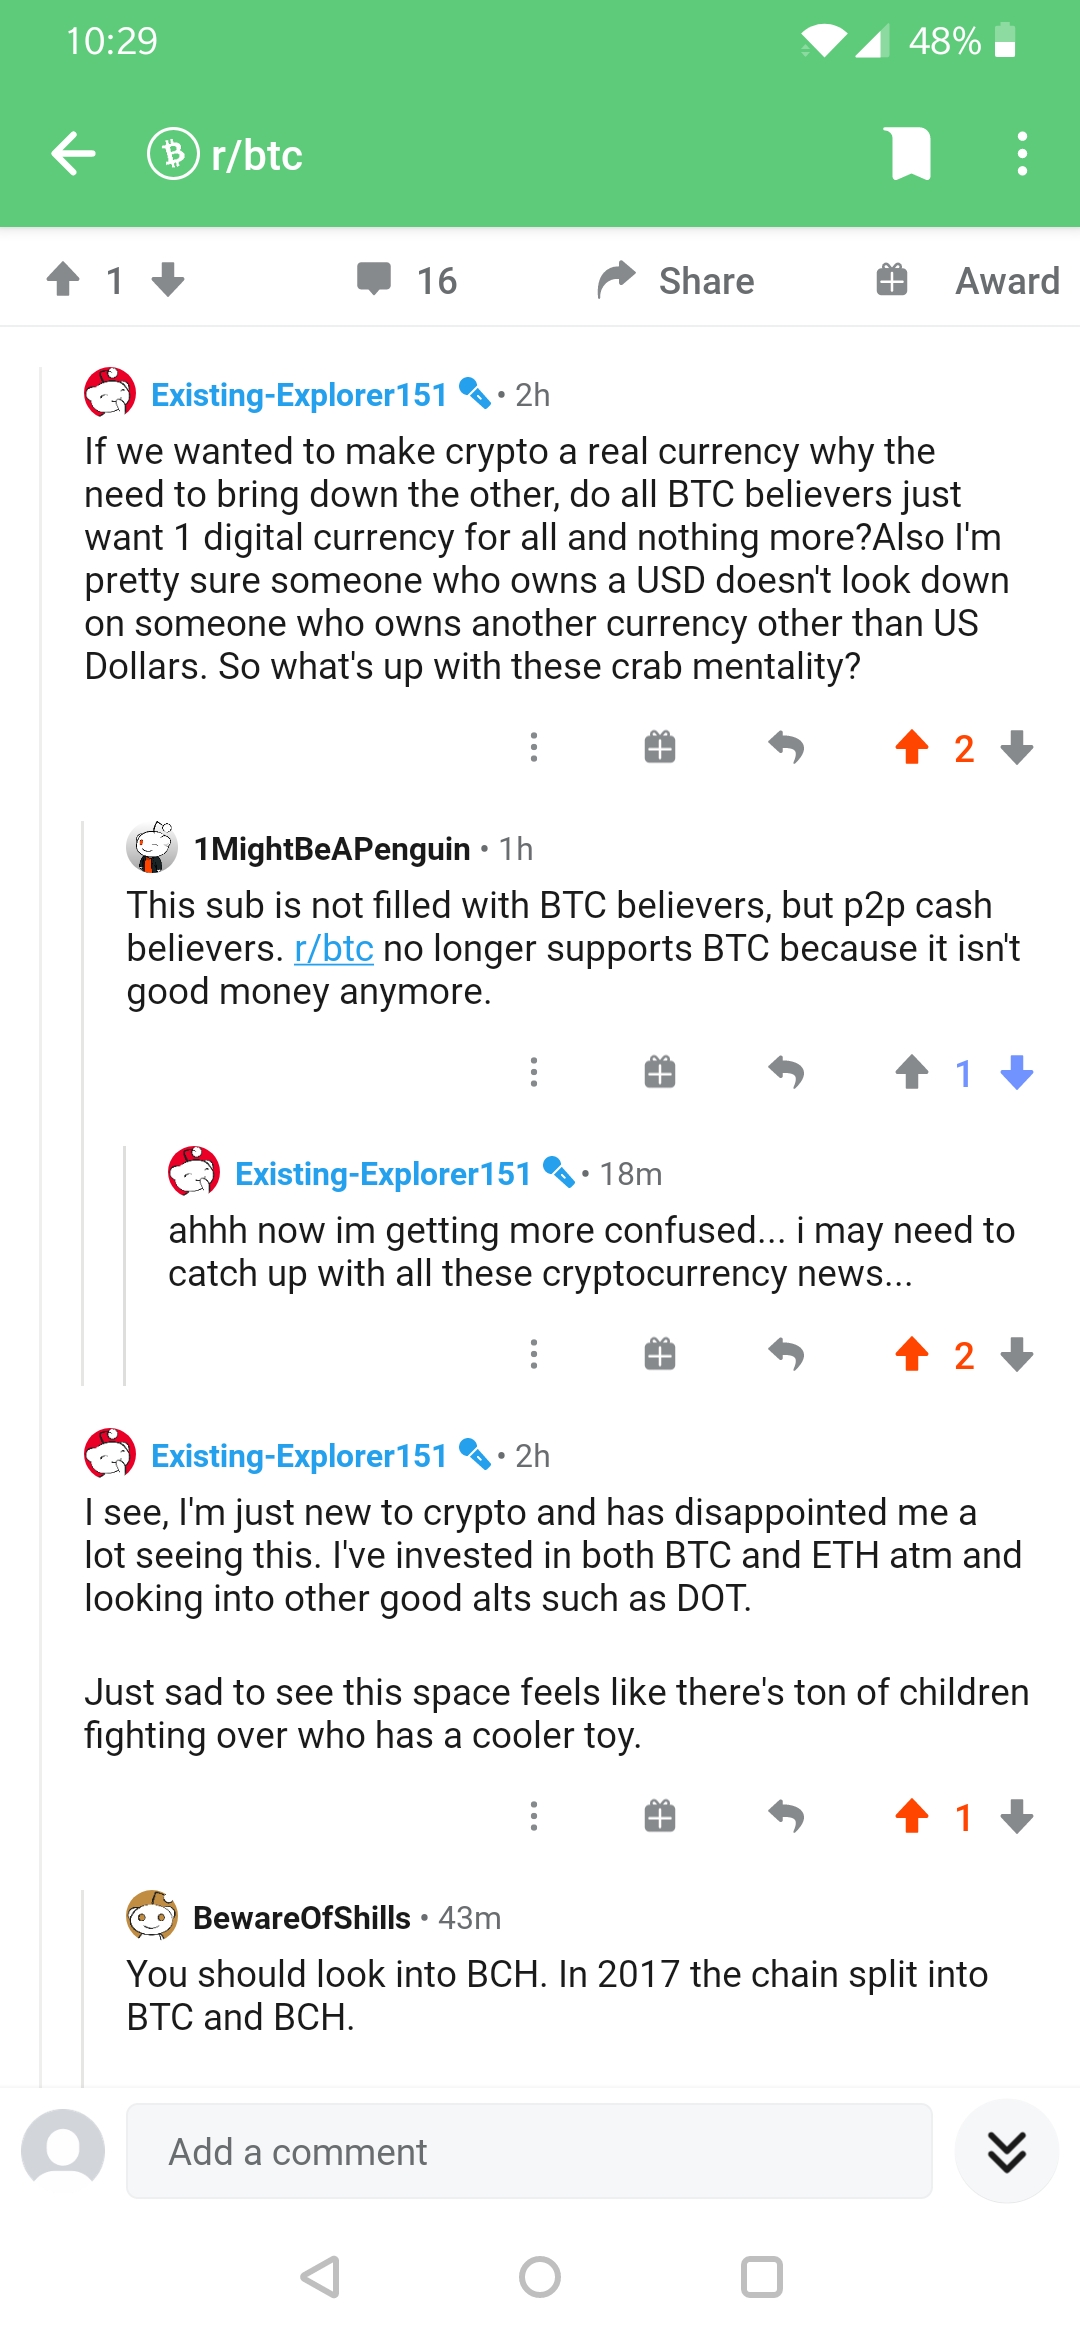 10:29
48%
r/btc
1
16
Share
Award
Existing-Explorer151 • 2h
If we wanted to make crypto a real currency why the
need to bring down the other, do all BTC believers just
want 1 digital currency for all and nothing more?Also I'm
pretty sure someone who owns a USD doesn't look down
on someone who owns another currency other than US
Dollars. So what's up with these crab mentality?
2
1MightBeAPenguin • 1h
This sub is not filled with BTC believers, but p2p cash
believers. r/btc no longer supports BTC because it isn't
good money anymore.
1
Existing-Explorer151 • 18m
ahhh now im getting more confused... i may need to
catch up with all these cryptocurrency news...
2
Existing-Explorer151 • 2h
I see, I'm just new to crypto and has disappointed me a
lot seeing this. I've invested in both BTC and ETH atm and
looking into other good alts such as DOT.
Just sad to see this space feels like there's ton of children
fighting over who has a cooler toy.
1
BewareOfShills • 43m
You should look into BCH. In 2017 the chain split into
BTC and BCH.
Add a comment